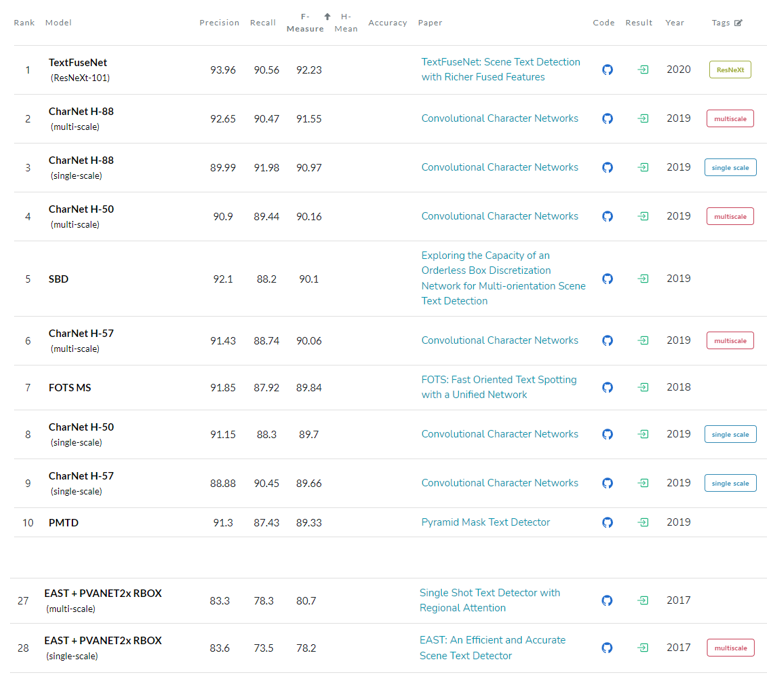 Rank Model Precision Recall F-Measure H-Mean Accuracy Paper Code Result Year Tags
1 TextFuseNet (ResNeXt-101) 93.96 90.56 92.23 TextFuseNet: Scene Text Detection with Richer Fused Features 2020 ResNeXt
2 CharNet H-88 (multi-scale) 92.65 90.47 91.55 Convolutional Character Networks 2019 multiscale
3 CharNet H-88 (single-scale) 89.99 91.98 90.97 Convolutional Character Networks 2019 single scale
4 CharNet H-50 (multi-scale) 90.9 89.44 90.16 Convolutional Character Networks 2019 multiscale
5 SBD 92.1 88.2 90.1 Exploring the Capacity of an Orderless Box Discretization Network for Multi-orientation Scene Text Detection 2019
6 CharNet H-57 (multi-scale) 91.43 88.74 90.06 Convolutional Character Networks 2019 multiscale
7 FOTS MS 91.85 87.92 89.84 FOTS: Fast Oriented Text Spotting with a Unified Network 2018
8 CharNet H-50 (single-scale) 91.15 88.3 89.7 Convolutional Character Networks 2019 single scale
9 CharNet H-57 (single-scale) 88.88 90.45 89.66 Convolutional Character Networks 2019 single scale
10 PMTD 91.3 87.43 89.33 Pyramid Mask Text Detector 2019
27 EAST + PVANET2x RBOX (multi-scale) 83.3 78.3 80.7 Single Shot Text Detector with Regional Attention 2017
28 EAST + PVANET2x RBOX (single-scale) 83.6 73.5 78.2 EAST: An Efficient and Accurate Scene Text Detector 2017 multiscale